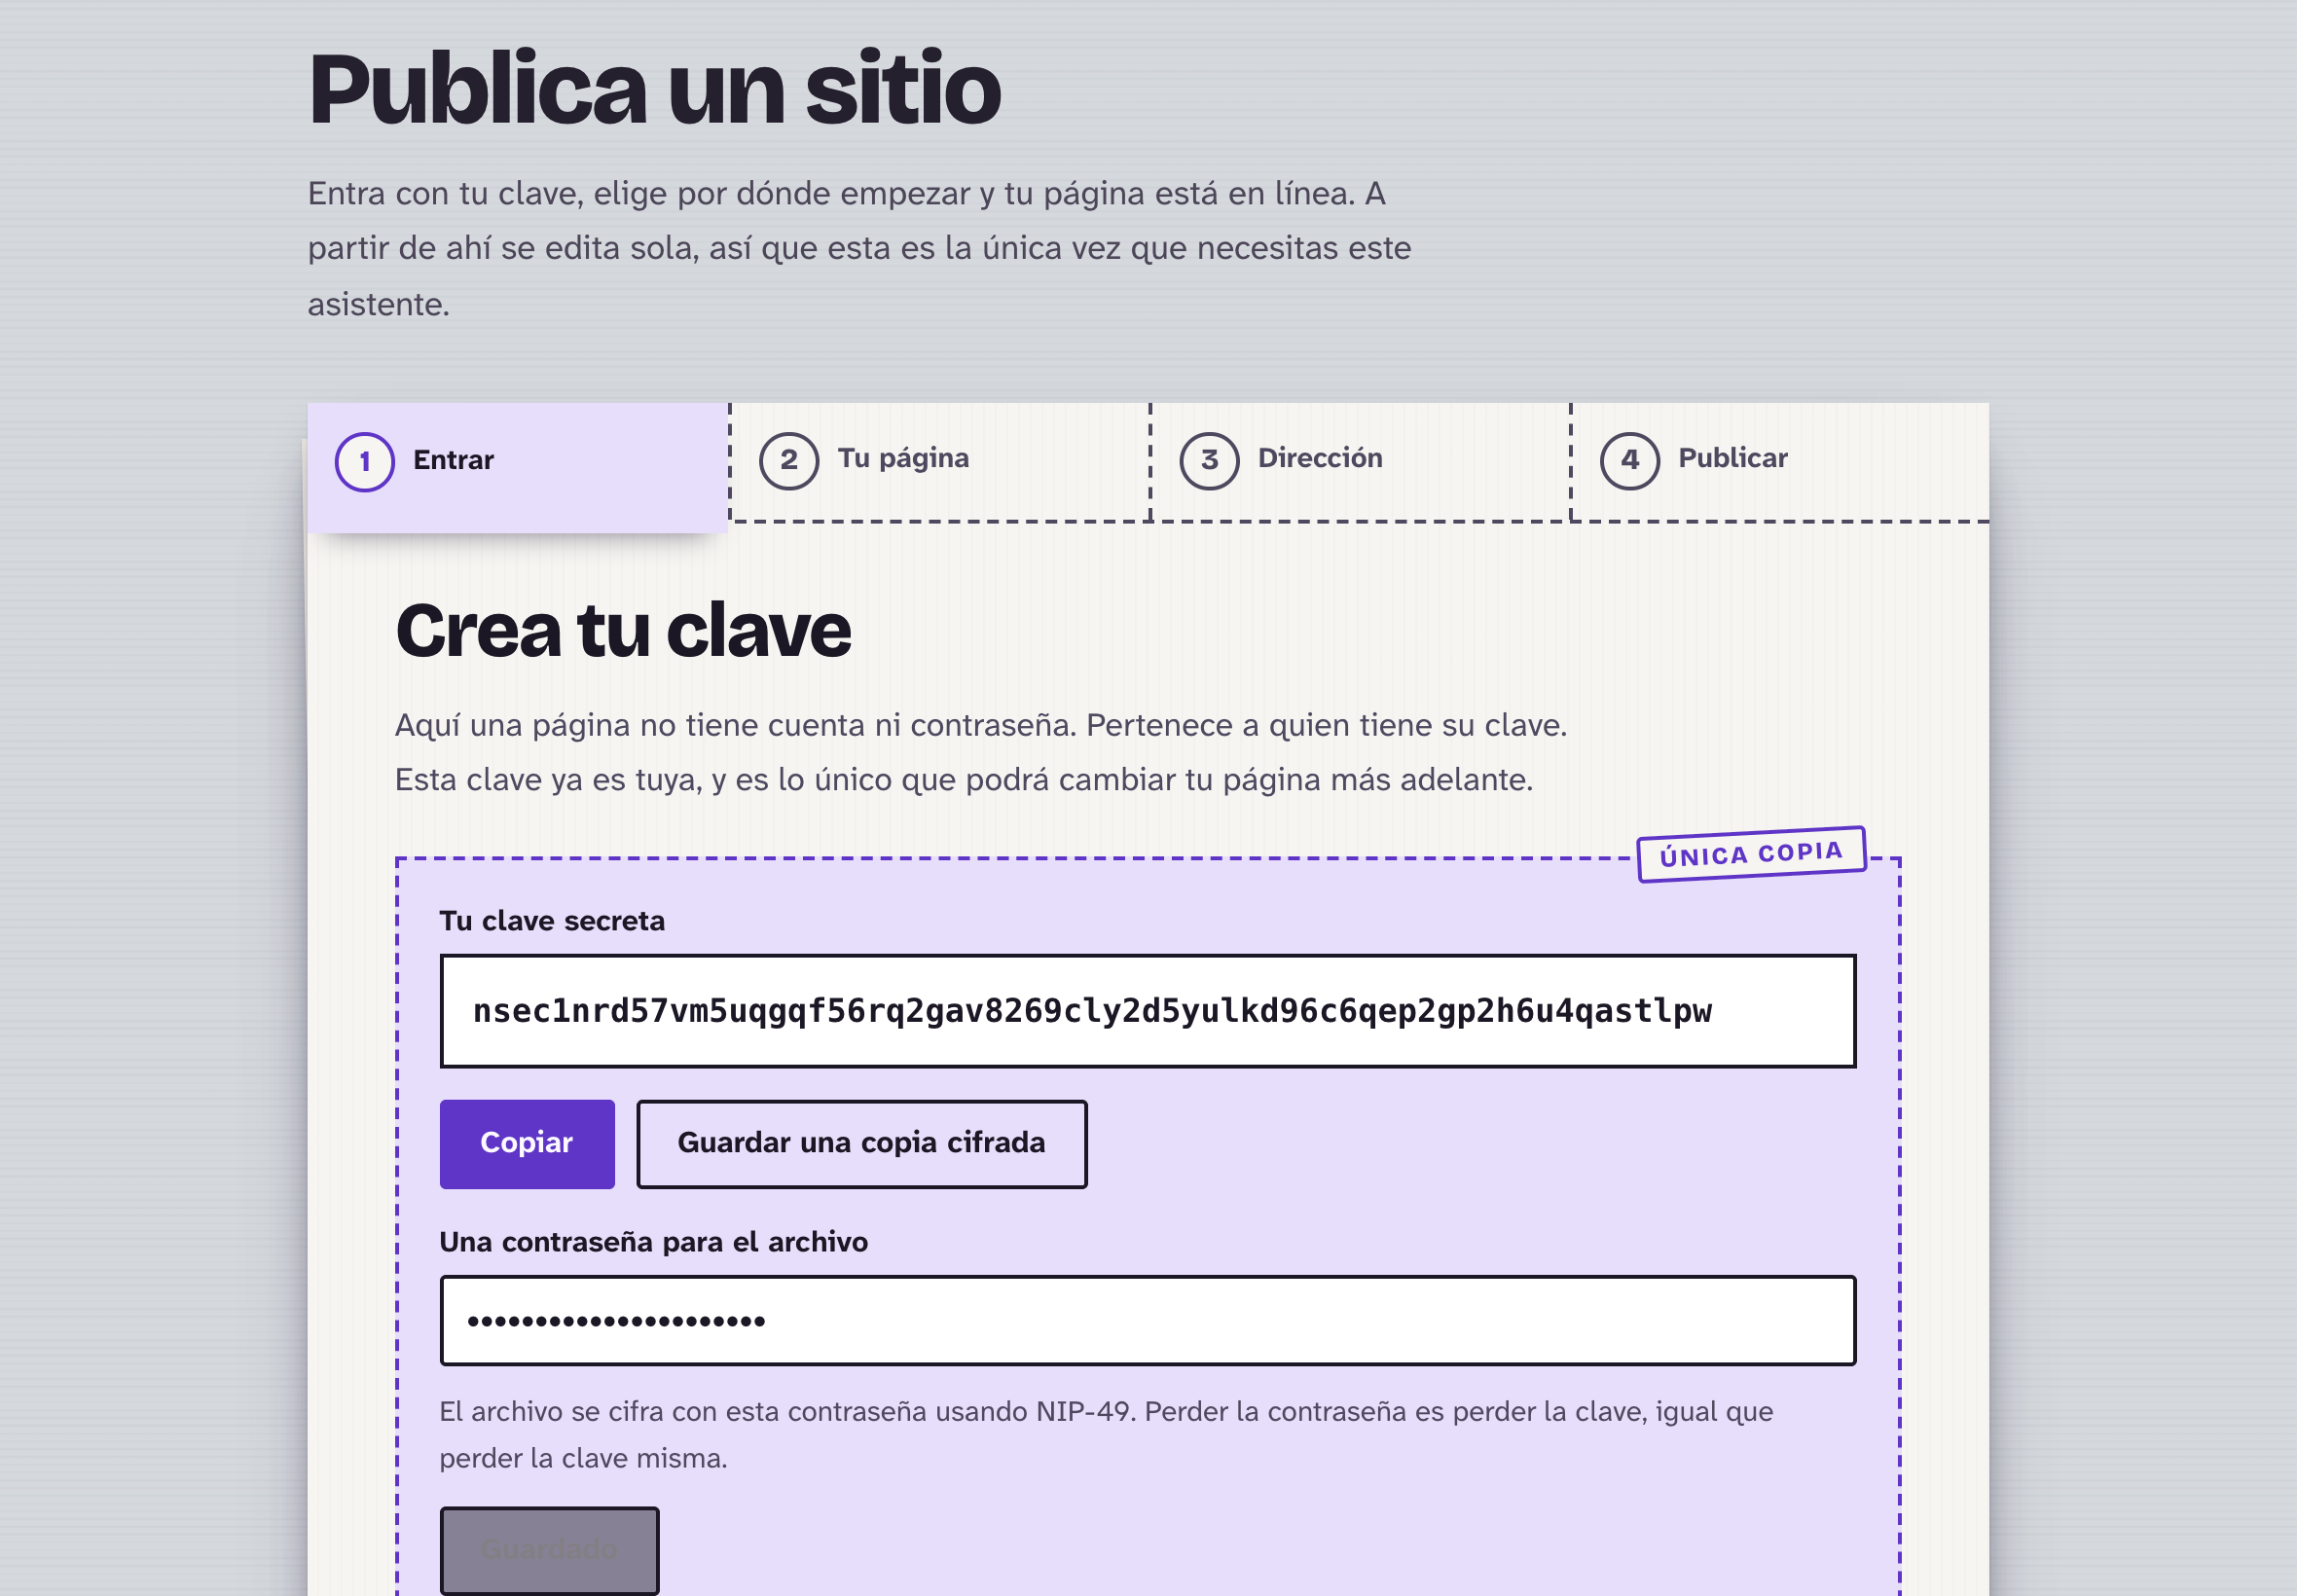 Publica un sitio
Entra con tu clave, elige por dónde empezar y tu página está en línea. A
partir de ahí se edita sola, así que esta es la única vez que necesitas este
asistente.
1 Entrar
2 Tu página
3 Dirección
4 Publicar
Crea tu clave
Aquí una página no tiene cuenta ni contraseña. Pertenece a quien tiene su clave.
Esta clave ya es tuya, y es lo único que podrá cambiar tu página más adelante.
ÚNICA COPIA
Tu clave secreta
nsec1nrd57vm5uqgqf56rq2gav8269cly2d5yulkd96c6qep2gp2h6u4qastlpw
Copiar
Guardar una copia cifrada
Una contraseña para el archivo
••••••••••••••••••••••
El archivo se cifra con esta contraseña usando NIP-49. Perder la contraseña es perder la clave, igual que
perder la clave misma.
Guardado